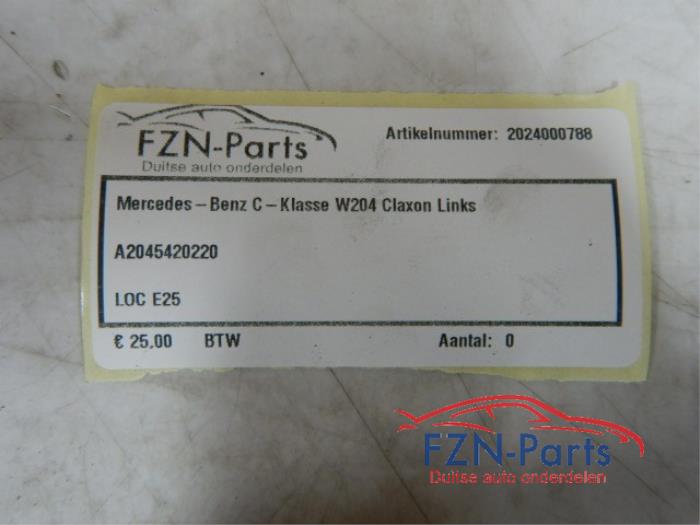 FZN-Parts
Duitse auto onderdelen
Artikelnummer: 2024000788
Mercedes-Benz C-Klasse W204 Claxon Links
A2045420220
LOC E25
€ 25,00 BTW Aantal: 0
FZN-Parts
Duitse auto onderdelen